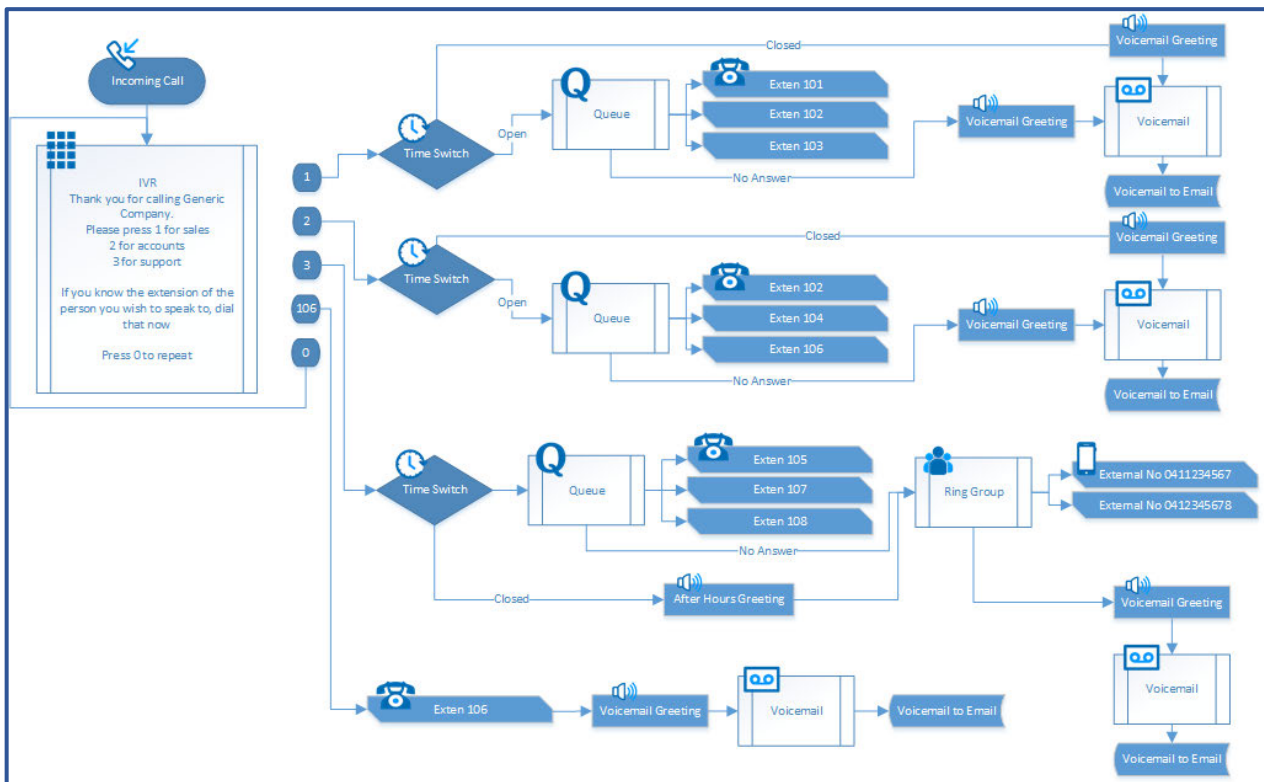 Incoming Call
IVR
Thank you for calling Generic
Company.
Please press 1 for sales
2 for accounts
3 for support
If you know the extension of the
person you wish to speak to, dial
that now
Press 0 to repeat
1
2
3
106
0
Time Switch
Closed
Open
Q
Queue
Exten 101
Exten 102
Exten 103
No Answer
Voicemail Greeting
Voicemail Greeting
Voicemail
Voicemail to Email
Time Switch
Closed
Open
Q
Queue
Exten 102
Exten 104
Exten 106
No Answer
Voicemail Greeting
Voicemail Greeting
Voicemail
Voicemail to Email
Time Switch
Q
Queue
Exten 105
Exten 107
Exten 108
No Answer
Closed
After Hours Greeting
Ring Group
External No 0411234567
External No 0412345678
Voicemail Greeting
Voicemail
Voicemail to Email
Exten 106
Voicemail Greeting
Voicemail
Voicemail to Email